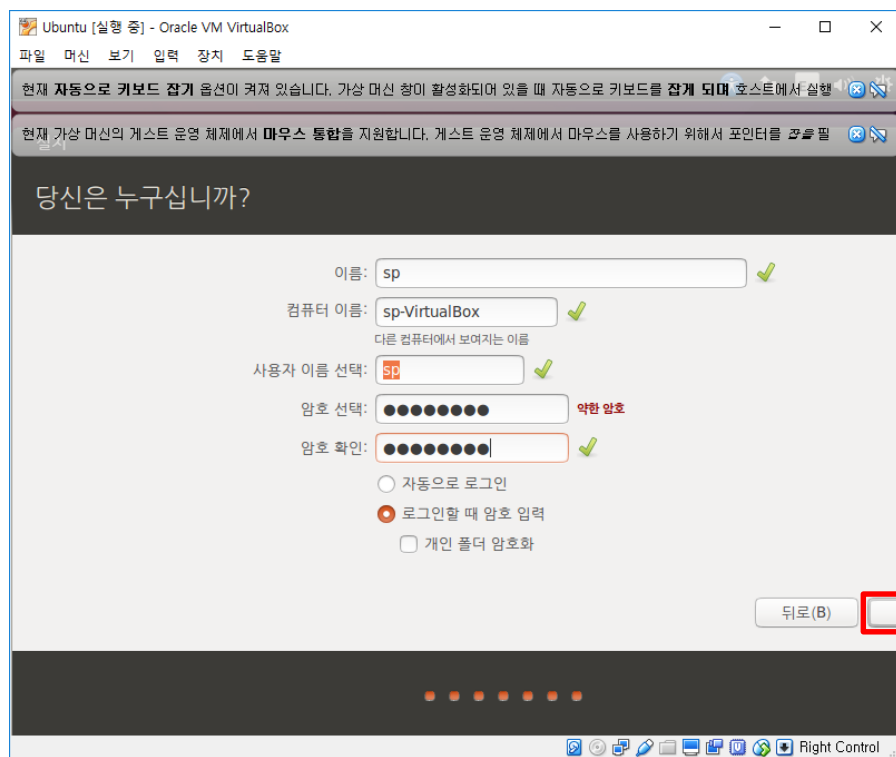 Ubuntu [실행 중] - Oracle VM VirtualBox
파일 머신 보기 입력 장치 도움말
현재 자동으로 키보드 잡기 옵션이 켜져 있습니다. 가상 머신 창이 활성화되어 있을 때 자동으로 키보드를 잡게 되며 호스트에서 실행
현재 가상 머신의 게스트 운영 체제에서 마우스 통합을 지원합니다. 게스트 운영 체제에서 마우스를 사용하기 위해서 포인터를 잡을 필
설치
당신은 누구십니까?
이름: sp
컴퓨터 이름: sp-VirtualBox
다른 컴퓨터에서 보여지는 이름
사용자 이름 선택: sp
암호 선택: ●●●●●●●● 약한 암호
암호 확인: ●●●●●●●●
자동으로 로그인
로그인할 때 암호 입력
개인 폴더 암호화
뒤로(B)
Right Control